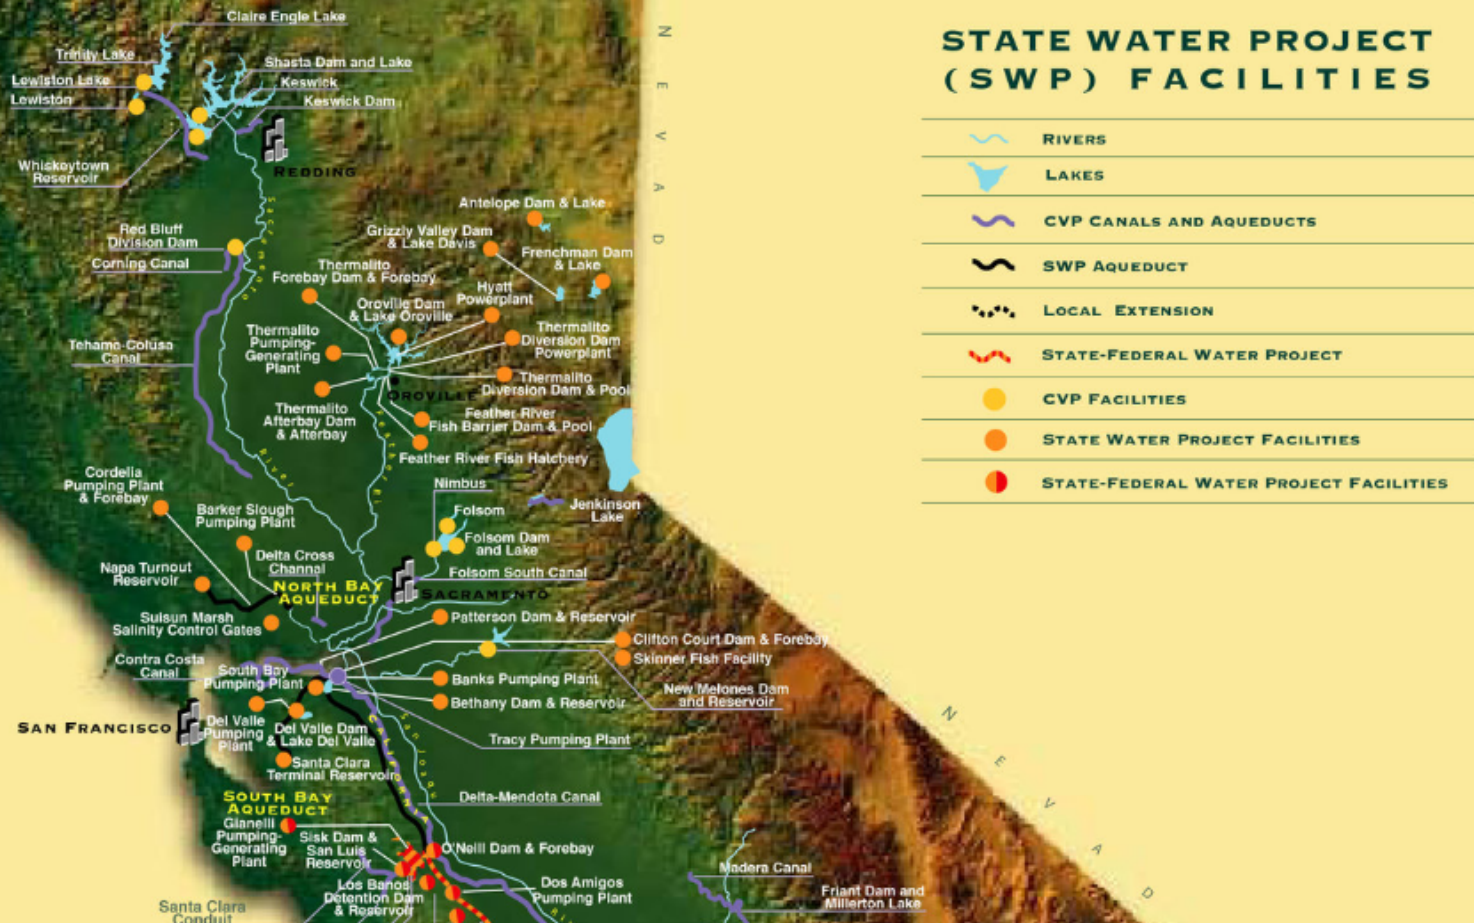 Claire Engle Lake
Trinity Lake
Lewiston Lake
Lewiston
Shasta Dam and Lake
Keswick
Keswick Dam
Whiskeytown
Reservoir
REDDING
Sacramento
River
Red Bluff
Division Dam
Corning Canal
Tehama-Colusa
Canal
Antelope Dam & Lake
Grizzly Valley Dam
& Lake Davis
Frenchman Dam
& Lake
Thermalito
Forebay Dam & Forebay
Hyatt
Powerplant
Oroville Dam
& Lake Oroville
Thermalito
Pumping-
Generating
Plant
Thermalito
Diversion Dam
Powerplant
Thermalito
Diversion Dam & Pool
OROVILLE
Thermalito
Afterbay Dam
& Afterbay
Feather River
Fish Barrier Dam & Pool
Feather River Fish Hatchery
Feather
Cordelia
Pumping Plant
& Forebay
Barker Slough
Pumping Plant
Nimbus
Folsom
Folsom Dam
and Lake
Jenkinson
Lake
Delta Cross
Channal
Napa Turnout
Reservoir
NORTH BAY
AQUEDUCT
Folsom South Canal
SACRAMENTO
Suisun Marsh
Salinity Control Gates
Patterson Dam & Reservoir
Clifton Court Dam & Forebay
Skinner Fish Facility
Contra Costa
Canal
South Bay
Pumping Plant
Banks Pumping Plant
New Melones Dam
and Reservoir
Bethany Dam & Reservoir
SAN FRANCISCO
Del Valle
Pumping
Plant
Del Valle Dam
& Lake Del Valle
Tracy Pumping Plant
Santa Clara
Terminal Reservoir
CALIFORNIA
San Joaqu
SOUTH BAY
AQUEDUCT
Delta-Mendota Canal
Gianelli
Pumping-
Generating
Plant
Sisk Dam &
San Luis
Reservoir
O'Neill Dam & Forebay
Los Banos
Detention Dam
& Reservoir
Dos Amigos
Pumping Plant
Madera Canal
Friant Dam and
Millerton Lake
Santa Clara
Conduit
NEVAD
NEVAD
STATE WATER PROJECT
(SWP) FACILITIES
RIVERS
LAKES
CVP CANALS AND AQUEDUCTS
SWP AQUEDUCT
LOCAL EXTENSION
STATE-FEDERAL WATER PROJECT
CVP FACILITIES
STATE WATER PROJECT FACILITIES
STATE-FEDERAL WATER PROJECT FACILITIES